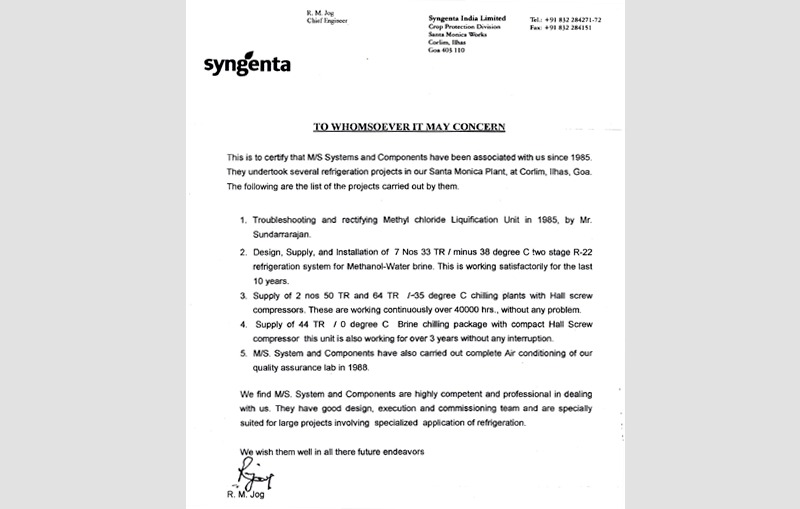 R. M. Jog
Chief Engineer
Syngenta India Limited
Crop Protection Division
Santa Monica Works
Corlim, Ilhas
Goa 403 110
Tel.: +91 832 284271-72
Fax: +91 832 284151
syngenta
TO WHOMSOEVER IT MAY CONCERN
This is to certify that M/S Systems and Components have been associated with us since 1985.
They undertook several refrigeration projects in our Santa Monica Plant, at Corlim, Ilhas, Goa.
The following are the list of the projects carried out by them.
1. Troubleshooting and rectifying Methyl chloride Liquification Unit in 1985, by Mr.
Sundarrarajan.
2. Design, Supply, and Installation of 7 Nos 33 TR / minus 38 degree C two stage R-22
refrigeration system for Methanol-Water brine. This is working satisfactorily for the last
10 years.
3. Supply of 2 nos 50 TR and 64 TR /-35 degree C chilling plants with Hall screw
compressors. These are working continuously over 40000 hrs., without any problem.
4. Supply of 44 TR / 0 degree C Brine chilling package with compact Hall Screw
compressor this unit is also working for over 3 years without any interruption.
5. M/S. System and Components have also carried out complete Air conditioning of our
quality assurance lab in 1988.
We find M/S. System and Components are highly competent and professional in dealing
with us. They have good design, execution and commissioning team and are specially
suited for large projects involving specialized application of refrigeration.
We wish them well in all there future endeavors
R. M. Jog